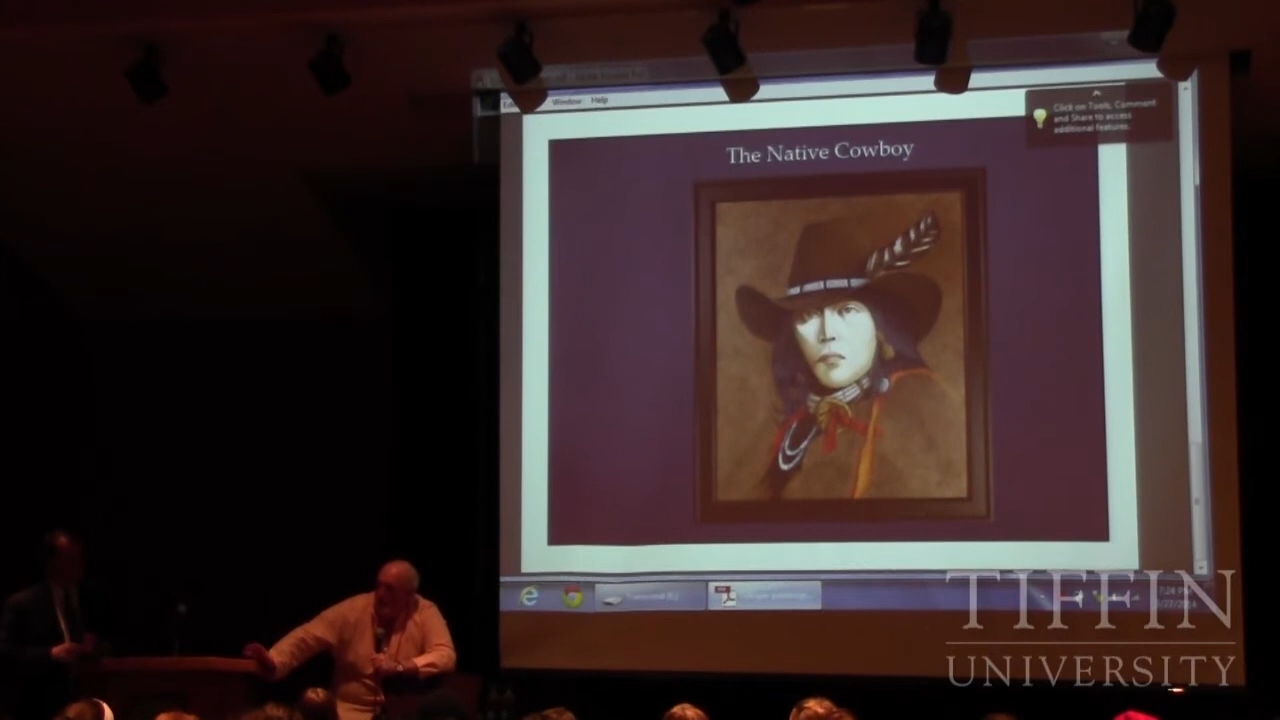 Window Help
Click on Tools, Comment
and Share to access
additional features.
The Native Cowboy
TIFFIN
UNIVERSITY